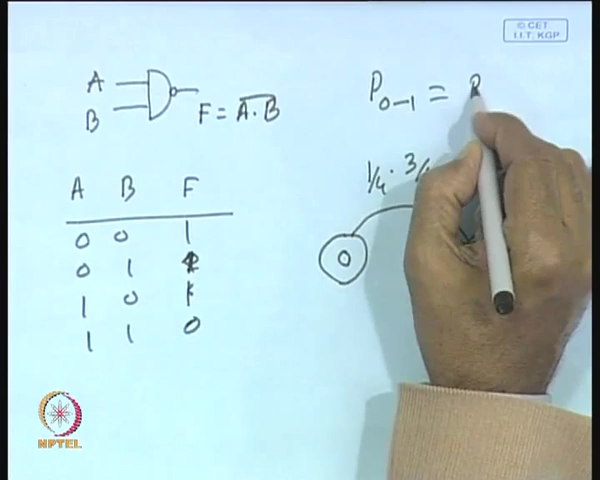 © CET
I.I.T. KGP
A
B
F = \overline{A·B}
P₀₋₁ = P
1/4 · 3/
0
A B F
0 0 1
0 1
1 0 1
1 1 0
NPTEL